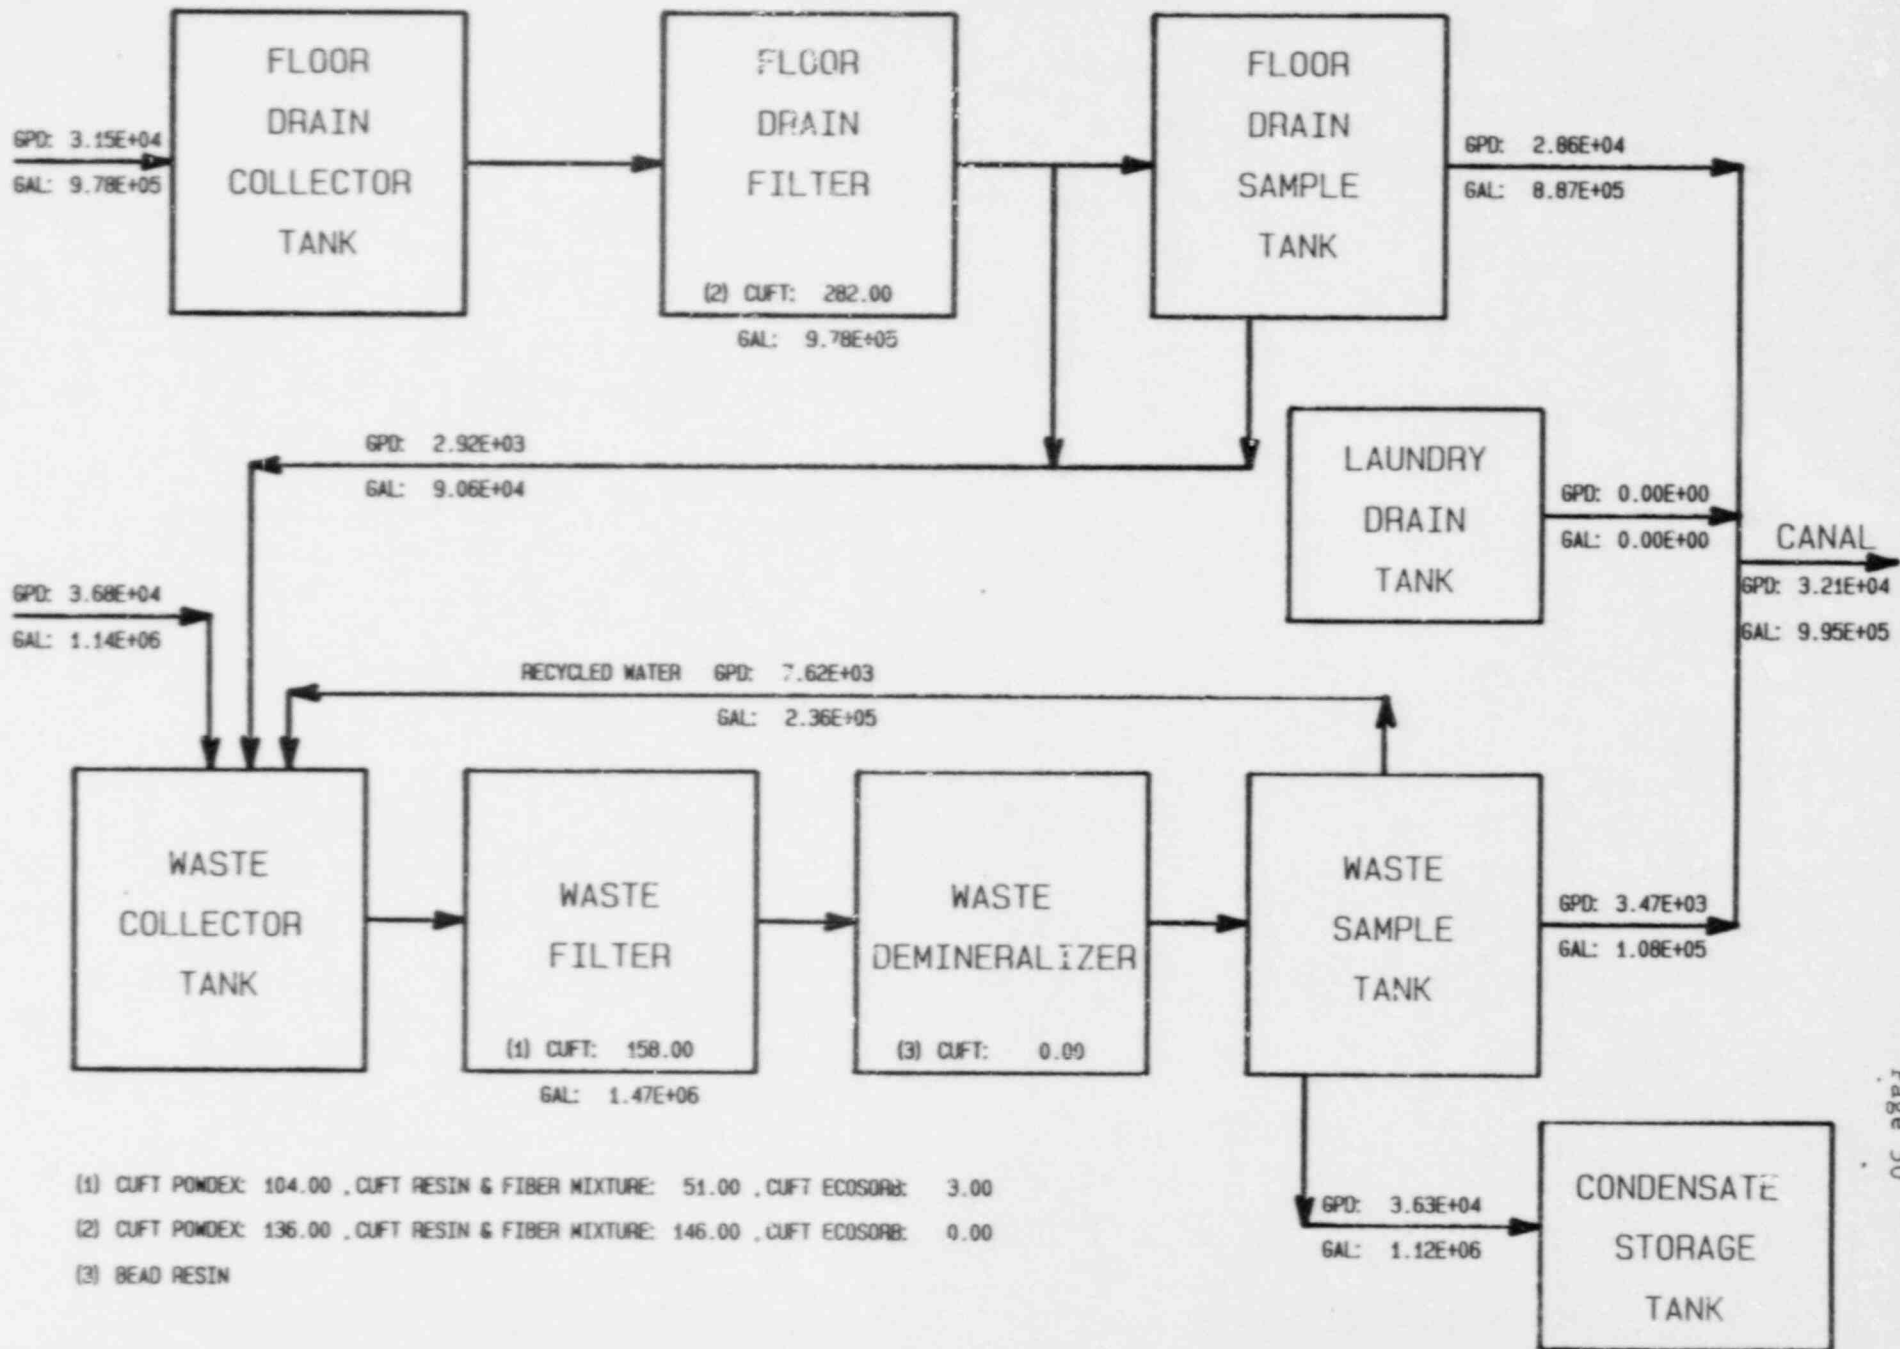 FLOOR
DRAIN
COLLECTOR
TANK
FLOOR
DRAIN
FILTER
(2) CUFT: 282.00
GAL: 9.78E+05
FLOOR
DRAIN
SAMPLE
TANK
GPD: 3.15E+04
GAL: 9.78E+05
GPD: 2.86E+04
GAL: 8.87E+05
GPD: 2.92E+03
GAL: 9.06E+04
LAUNDRY
DRAIN
TANK
GPD: 0.00E+00
GAL: 0.00E+00
CANAL
GPD: 3.21E+04
GAL: 9.95E+05
GPD: 3.68E+04
GAL: 1.14E+06
RECYCLED WATER GPD: 7.62E+03
GAL: 2.36E+05
WASTE
COLLECTOR
TANK
WASTE
FILTER
(1) CUFT: 158.00
GAL: 1.47E+06
WASTE
DEMINERALIZER
(3) CUFT: 0.00
WASTE
SAMPLE
TANK
GPD: 3.47E+03
GAL: 1.08E+05
GPD: 3.63E+04
GAL: 1.12E+06
CONDENSATE
STORAGE
TANK
(1) CUFT POWDEX: 104.00 , CUFT RESIN & FIBER MIXTURE: 51.00 , CUFT ECOSORB: 3.00
(2) CUFT POWDEX: 136.00 , CUFT RESIN & FIBER MIXTURE: 146.00 , CUFT ECOSORB: 0.00
(3) BEAD RESIN
Page